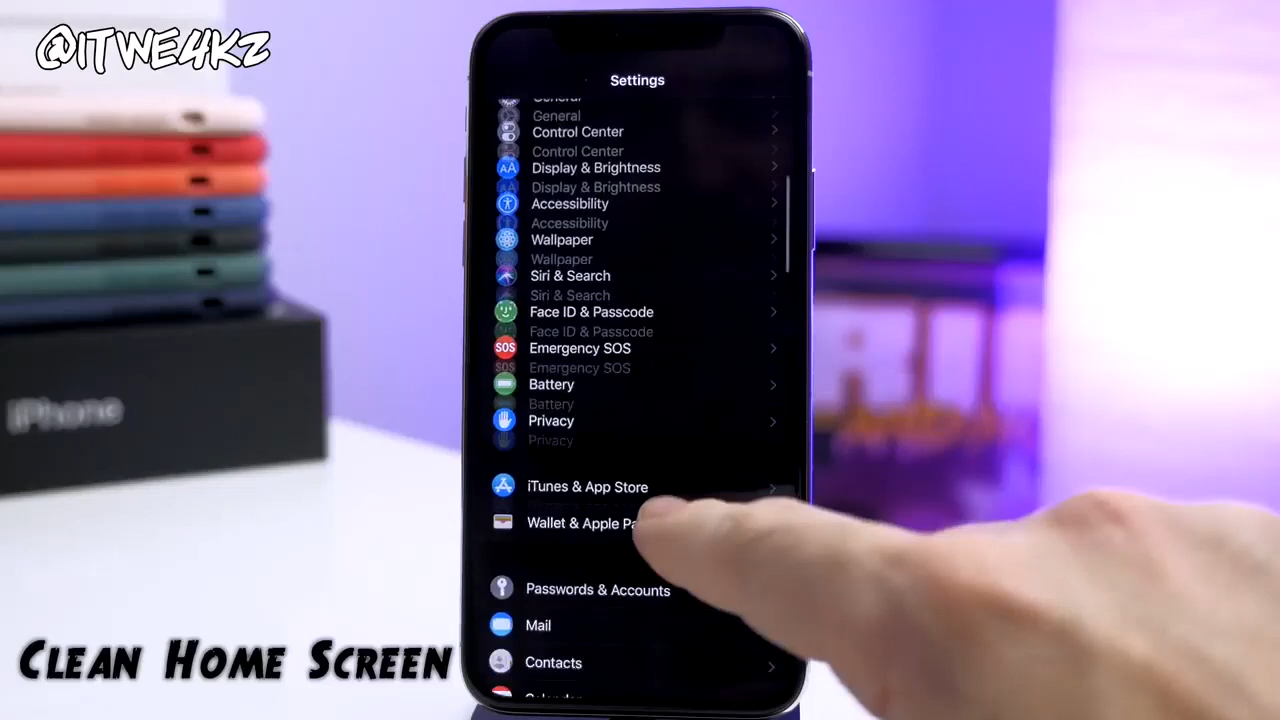 @iTWE4KZ
Settings
General
General
Control Center
Control Center
Display & Brightness
Display & Brightness
Accessibility
Accessibility
Wallpaper
Wallpaper
Siri & Search
Siri & Search
Face ID & Passcode
Face ID & Passcode
SOS Emergency SOS
SOS Emergency SOS
Battery
Battery
Privacy
Privacy
iTunes & App Store
Wallet & Apple
Passwords & Accounts
Mail
Contacts
Calendar
iPhone
Clean Home Screen